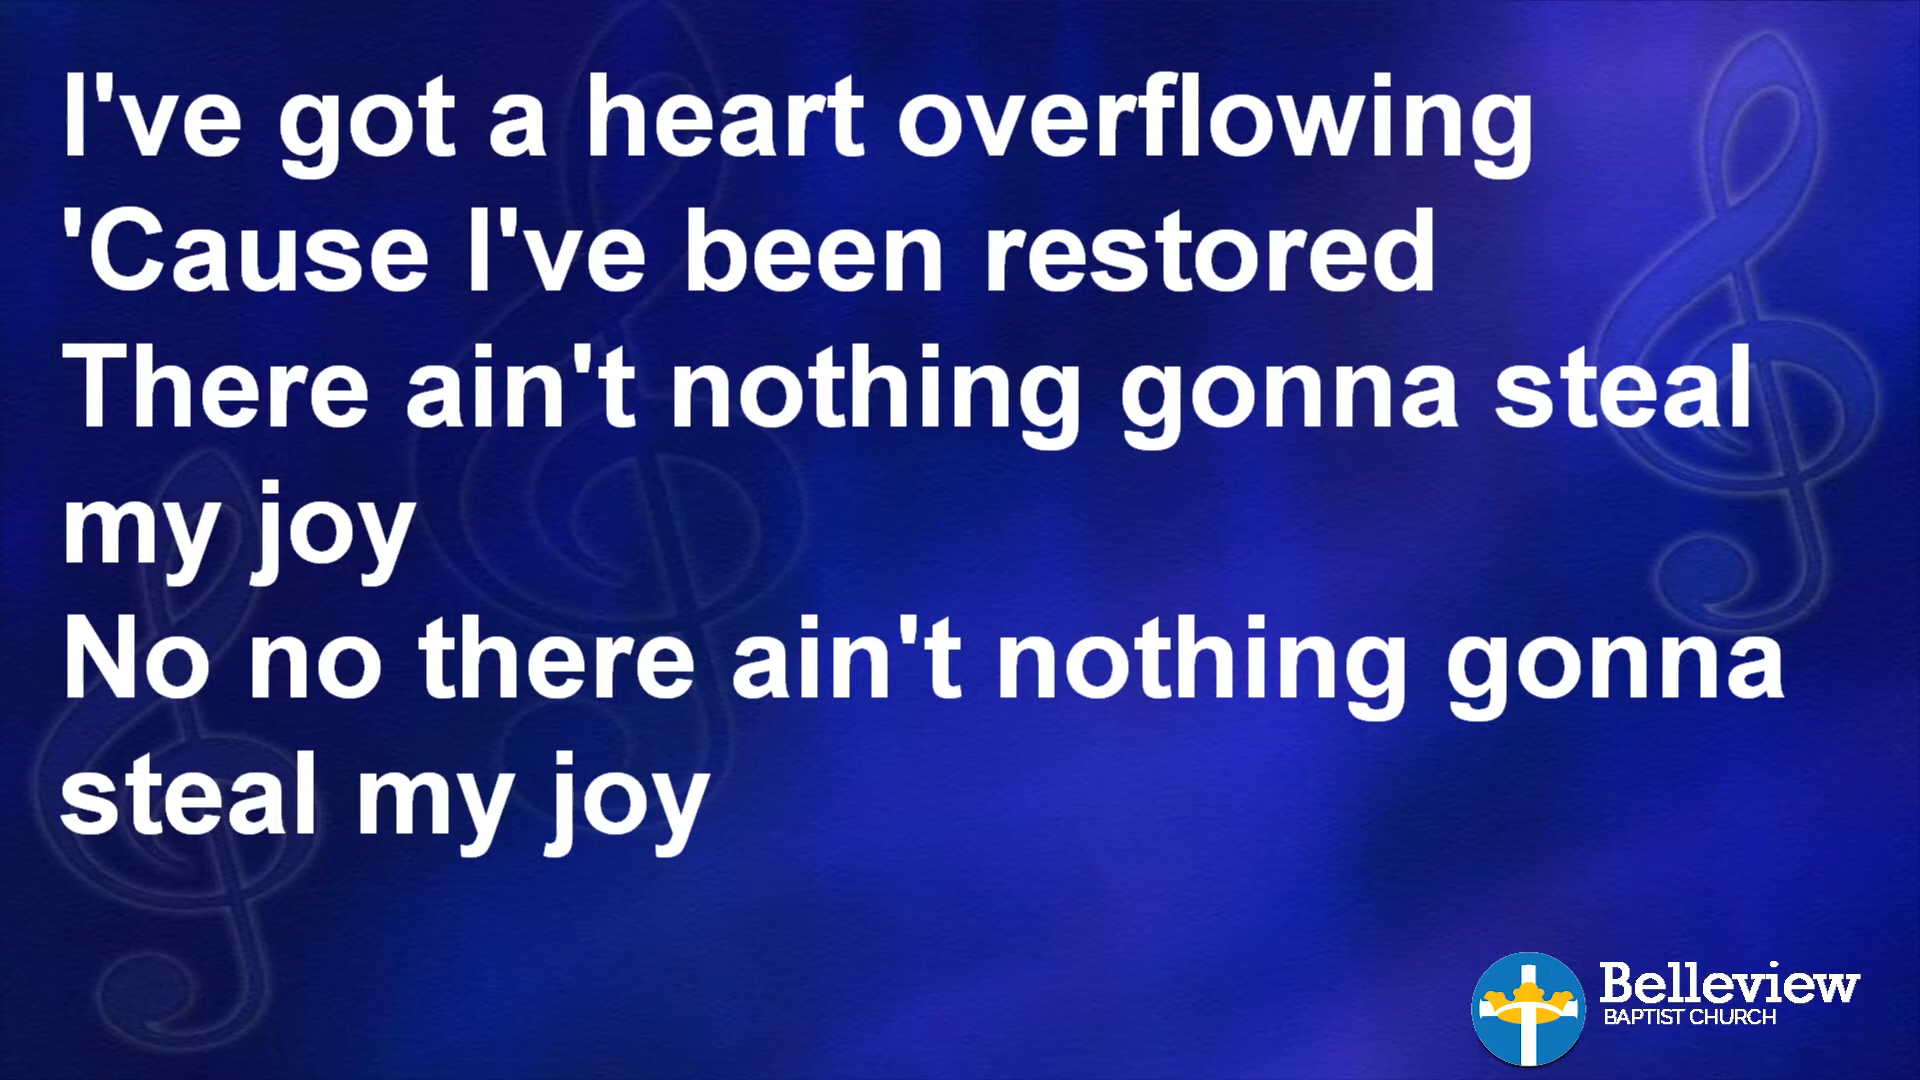 I've got a heart overflowing
'Cause I've been restored
There ain't nothing gonna steal
my joy
No no there ain't nothing gonna
steal my joy
Belleview
BAPTIST CHURCH